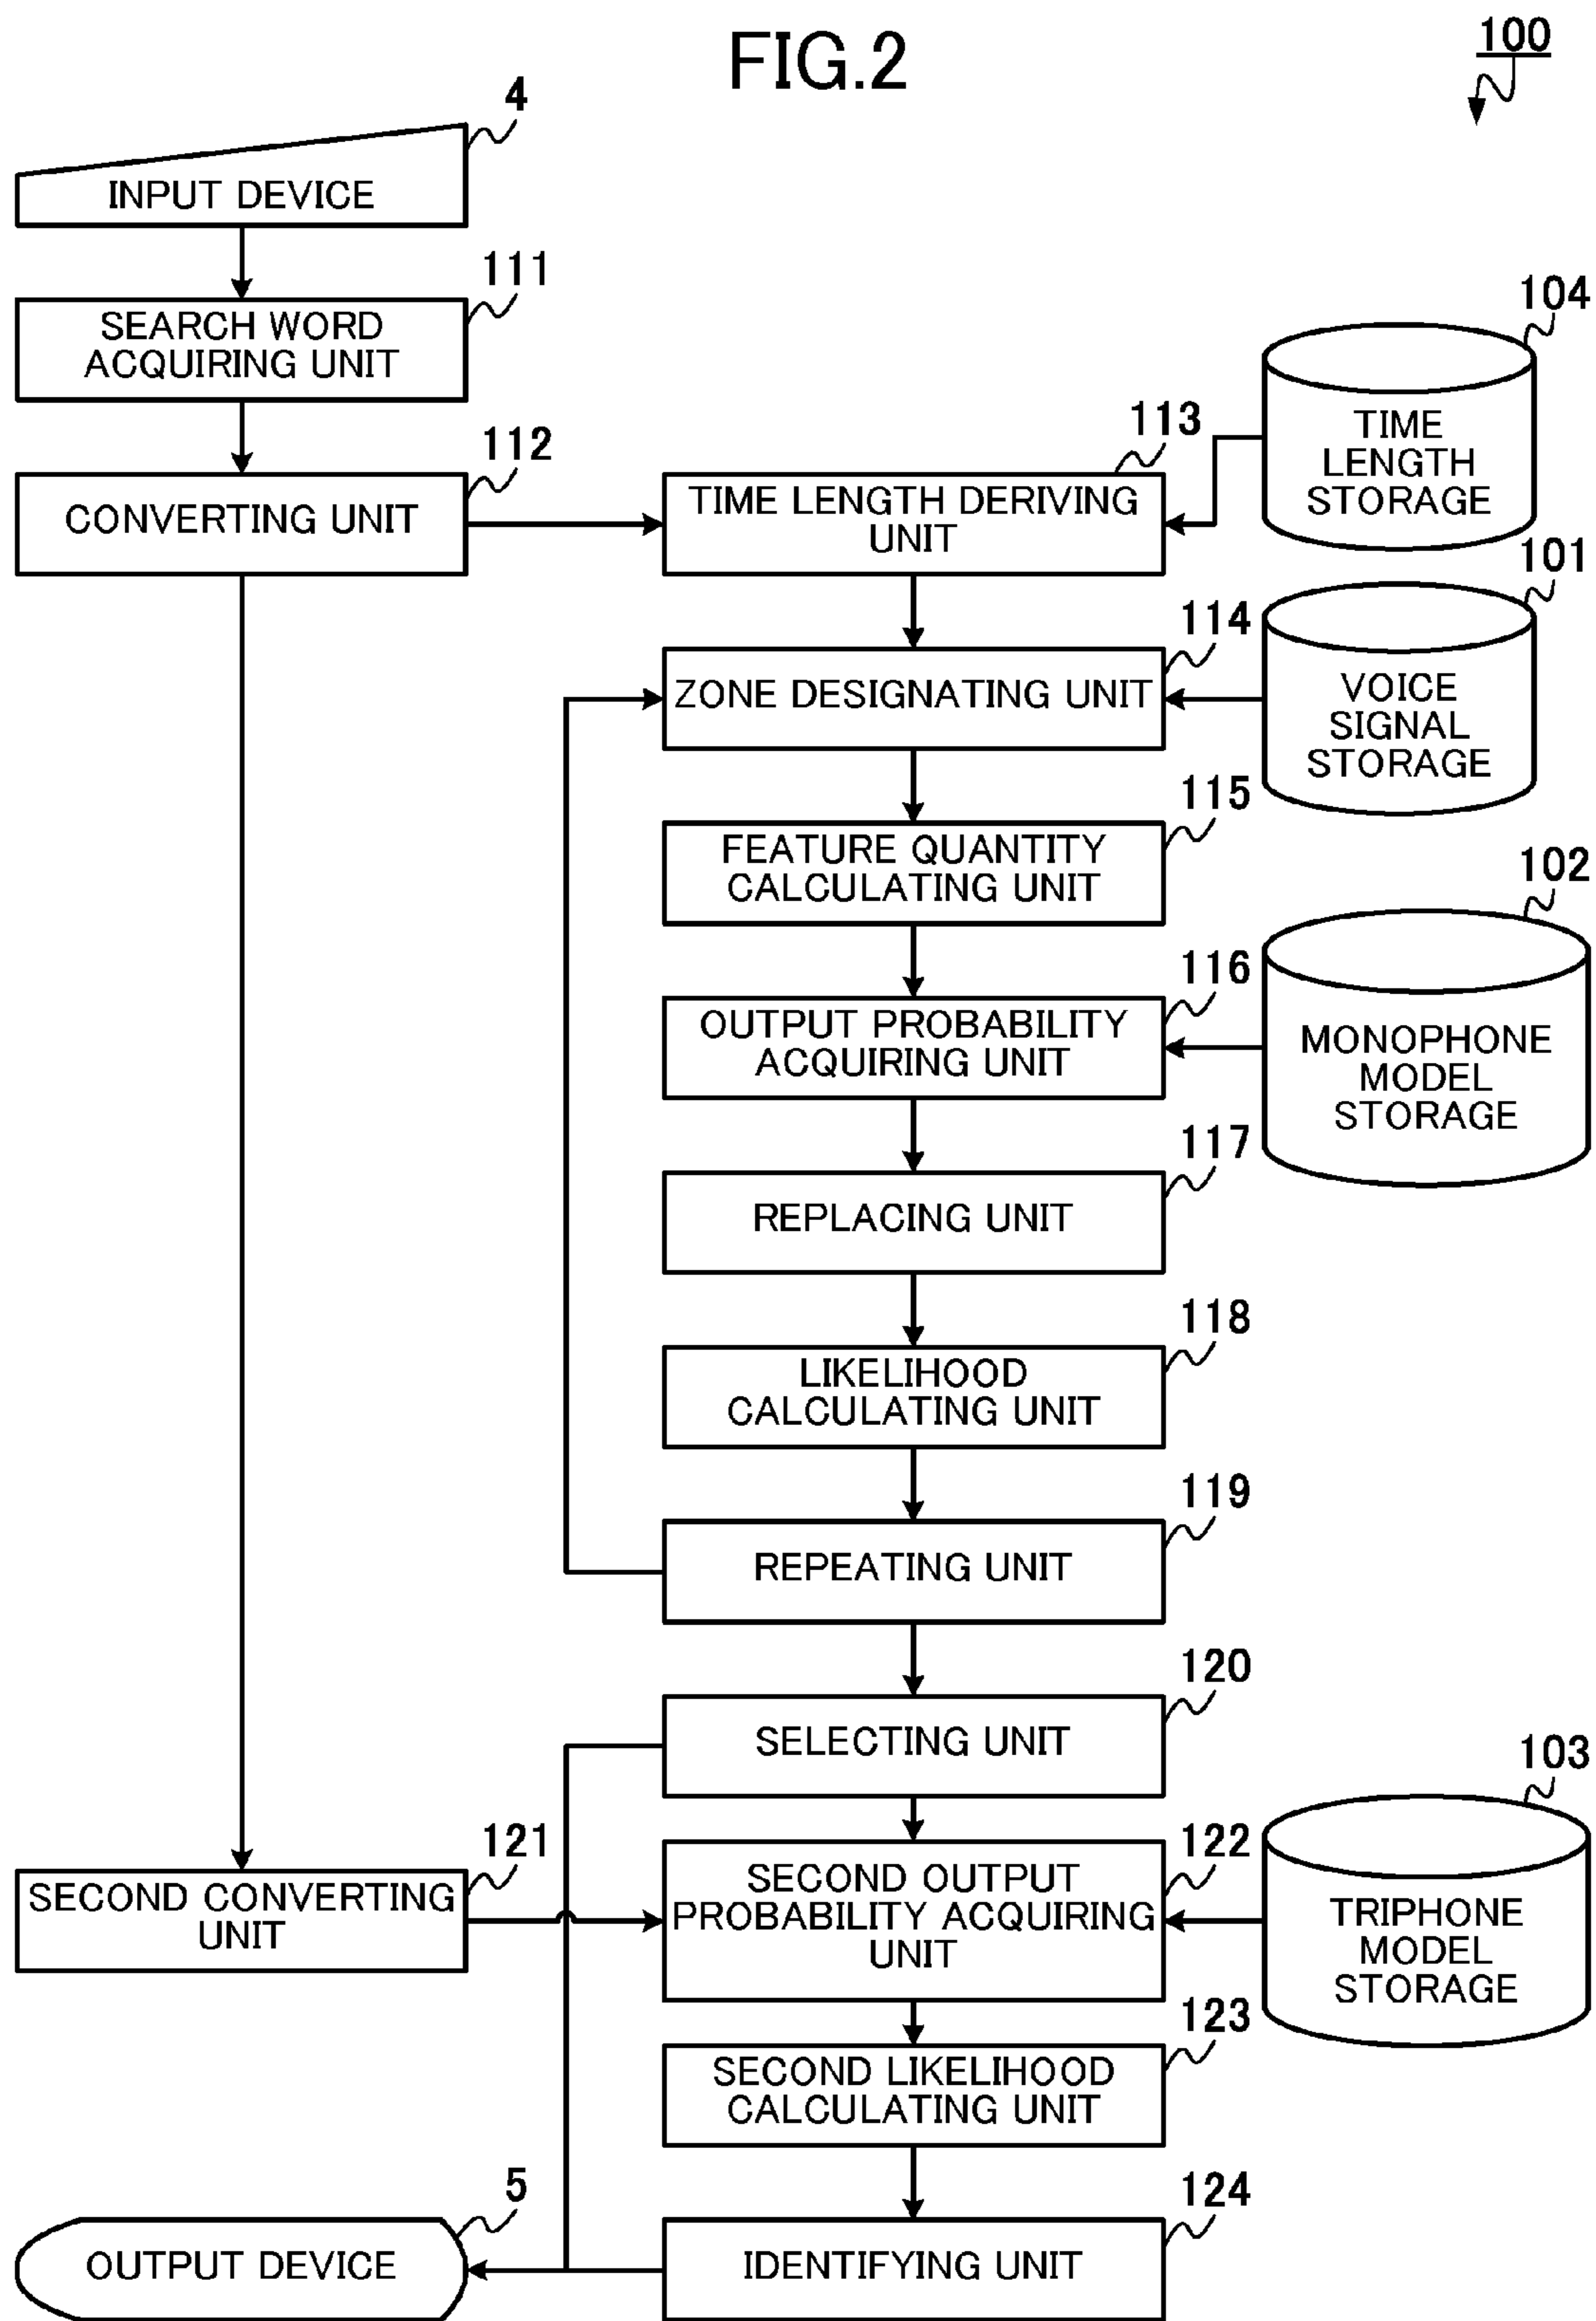 FIG.2
100
4
INPUT DEVICE
111
SEARCH WORD
ACQUIRING UNIT
104
TIME
LENGTH
STORAGE
112
CONVERTING UNIT
113
TIME LENGTH DERIVING
UNIT
101
VOICE
SIGNAL
STORAGE
114
ZONE DESIGNATING UNIT
115
FEATURE QUANTITY
CALCULATING UNIT
102
MONOPHONE
MODEL
STORAGE
116
OUTPUT PROBABILITY
ACQUIRING UNIT
117
REPLACING UNIT
118
LIKELIHOOD
CALCULATING UNIT
119
REPEATING UNIT
120
SELECTING UNIT
103
TRIPHONE
MODEL
STORAGE
121
SECOND CONVERTING
UNIT
122
SECOND OUTPUT
PROBABILITY ACQUIRING
UNIT
123
SECOND LIKELIHOOD
CALCULATING UNIT
5
OUTPUT DEVICE
124
IDENTIFYING UNIT